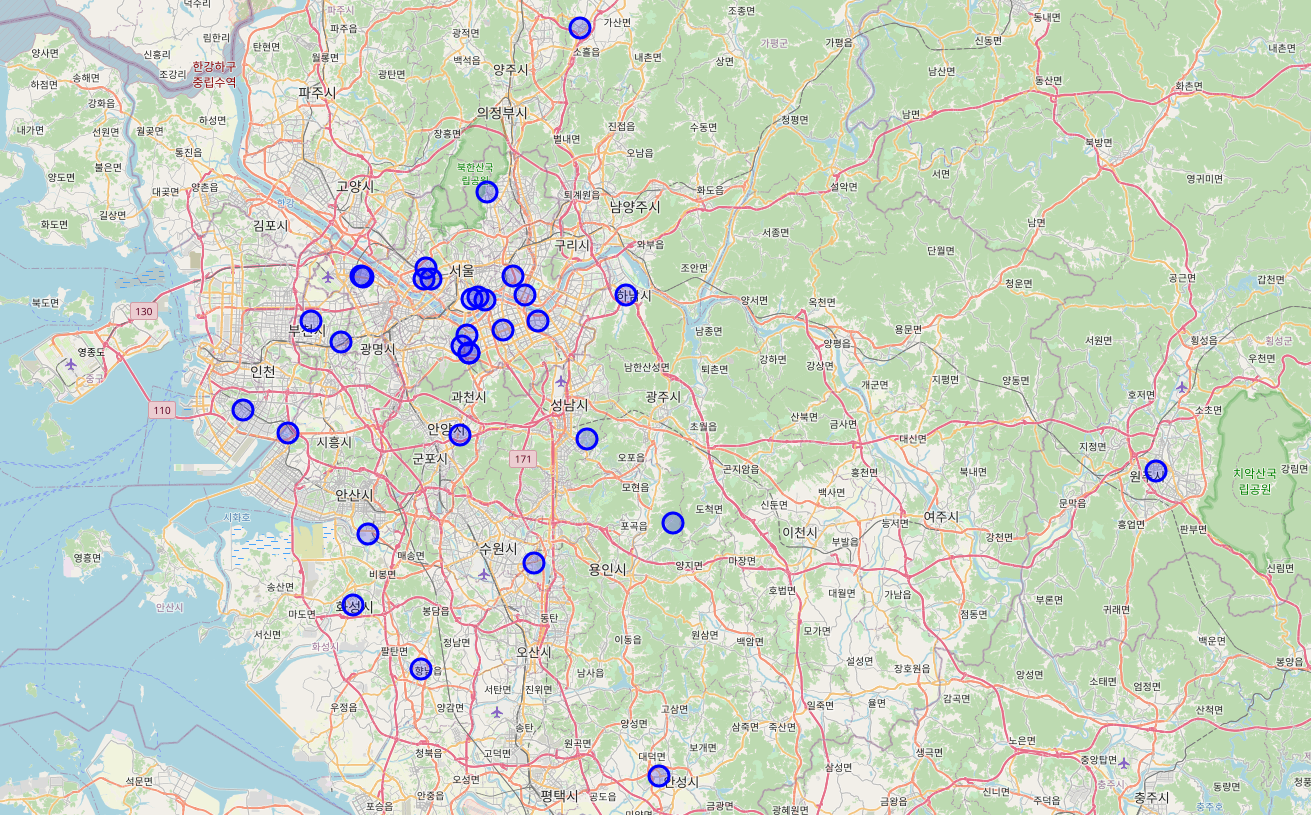 덕수리
파주시
조종면
동내면
림한리
파주읍
광적면
가산면
신동면
탄현면
가평군
가평읍
내촌면
양사면
신흥리
월롱면
백석읍
소흘읍
내촌면
상면
한강하구
중립수역
조강리
송해면
하점면
광탄면
양주시
남산면
동산면
화촌면
강화읍
파주시
의정부시
하성면
남면
청평면
내가면
선원면
월곶면
장흥면
진접읍
수동면
별내면
북방면
통진읍
불은면
오남읍
북한산국
립공원
양도면
대곶면
양촌읍
고양시
퇴계원읍
화도읍
설악면
서면
영귀미면
한강
남양주시
길상면
화도면
김포시
남면
구리시
와부읍
서종면
단월면
서울
조안면
청운면
공근면
갑천면
북도면
하남시
양서면
옥천면
130
부천시
남종면
용문면
양평읍
서원면
횡성읍
횡성군
영종도
중구
인천
광명시
강하면
강상면
우천면
남한산성면
퇴촌면
지평면
양동면
개군면
호저면
110
과천시
성남시
광주시
산북면
금사면
소초면
안양시
초월읍
대신면
지정면
시흥시
군포시
171
오포읍
곤지암읍
흥천면
북내면
원주시
치악산국
립공원
강림면
모현읍
안산시
백사면
신둔면
도척면
문막읍
시화호
포곡읍
이천시
여주시
흥업면
판부면
강천면
영흥면
수원시
매송면
부발읍
마장면
비봉면
용인시
양지면
신림면
송산면
호법면
대월면
가남읍
부론면
안산시
화성시
마도면
봉담읍
동탄
점동면
귀래면
서신면
정남면
이동읍
원삼면
백암면
모가면
백운면
화성시
팔탄면
오산시
설성면
장호원읍
봉양읍
향남읍
남사읍
앙성면
소태면
엄정면
서탄면
진위면
감곡면
우정읍
양감면
고삼면
일죽면
율면
산척면
송탄
양성면
삼죽면
죽산면
노은면
청북읍
고덕면
원곡면
보개면
대덕면
생극면
중앙탑면
석문면
오성면
안성시
삼성면
충주시
동량면
청풍
안중읍
평택시
공도읍
신니면
주덕읍
충주시
충주호
포승읍
금광면
광혜원면
금왕읍
미양면